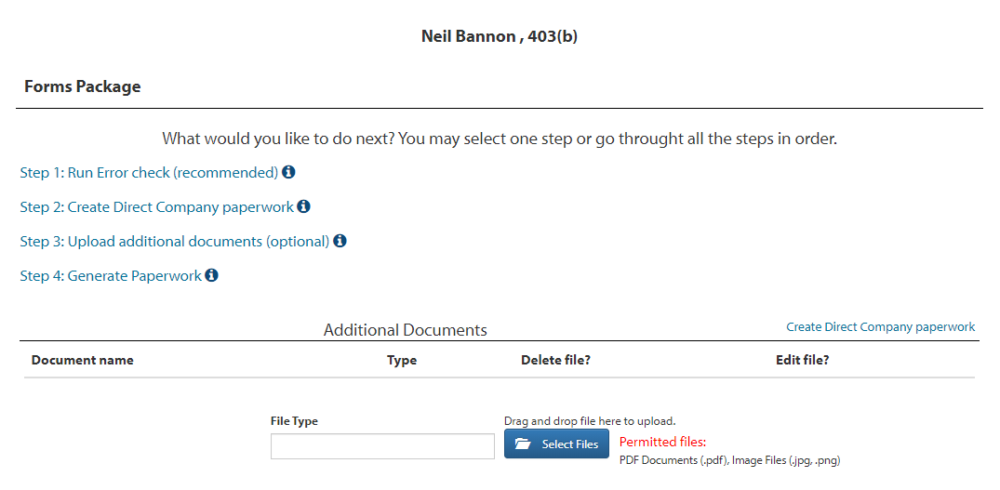 Neil Bannon , 403(b)
Forms Package
What would you like to do next? You may select one step or go throught all the steps in order.
Step 1: Run Error check (recommended)
Step 2: Create Direct Company paperwork
Step 3: Upload additional documents (optional)
Step 4: Generate Paperwork
Additional Documents
Create Direct Company paperwork
Document name Type Delete file? Edit file?
File Type
Drag and drop file here to upload.
Select Files
Permitted files:
PDF Documents (.pdf), Image Files (.jpg, .png)